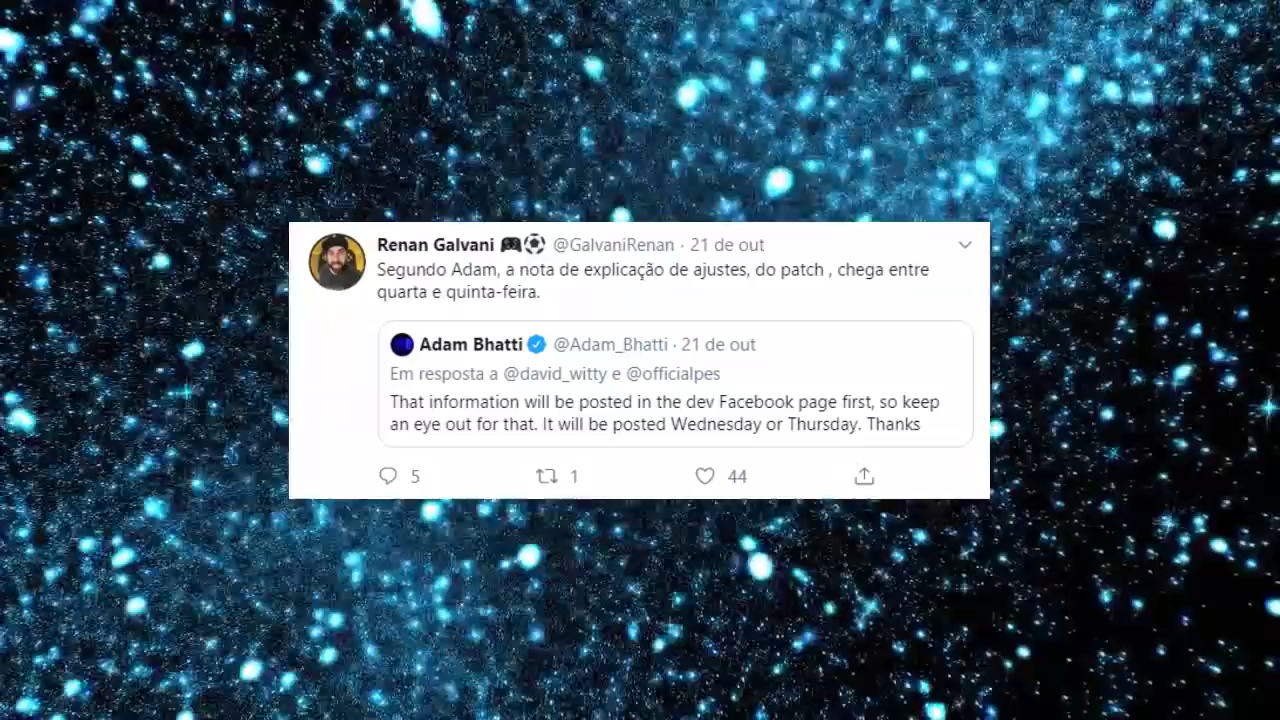 Renan Galvani 🎮⚽ @GalvaniRenan · 21 de out
Segundo Adam, a nota de explicação de ajustes, do patch , chega entre
quarta e quinta-feira.
Adam Bhatti @Adam_Bhatti · 21 de out
Em resposta a @david_witty e @officialpes
That information will be posted in the dev Facebook page first, so keep
an eye out for that. It will be posted Wednesday or Thursday. Thanks
5 1 44